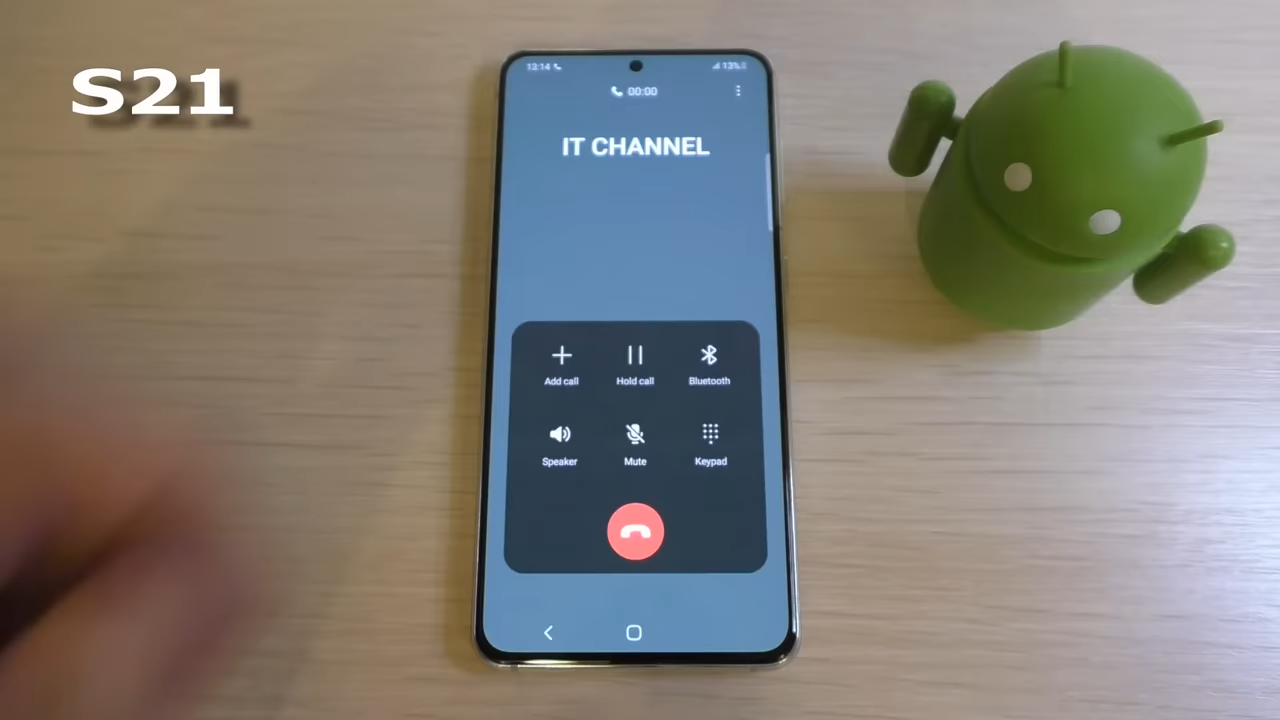 S21
13:14
13%
00:00
IT CHANNEL
Add call
Hold call
Bluetooth
Speaker
Mute
Keypad